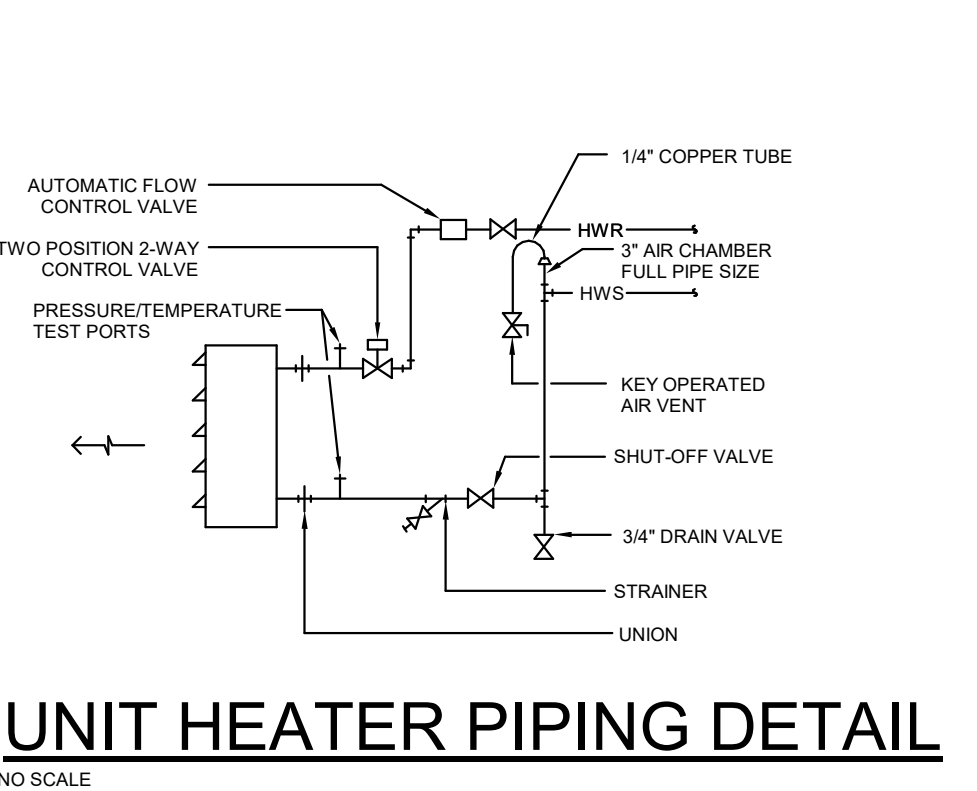 1/4" COPPER TUBE
AUTOMATIC FLOW
CONTROL VALVE
HWR
TWO POSITION 2-WAY
CONTROL VALVE
3" AIR CHAMBER
FULL PIPE SIZE
HWS
PRESSURE/TEMPERATURE
TEST PORTS
KEY OPERATED
AIR VENT
SHUT-OFF VALVE
3/4" DRAIN VALVE
STRAINER
UNION
UNIT HEATER PIPING DETAIL
NO SCALE